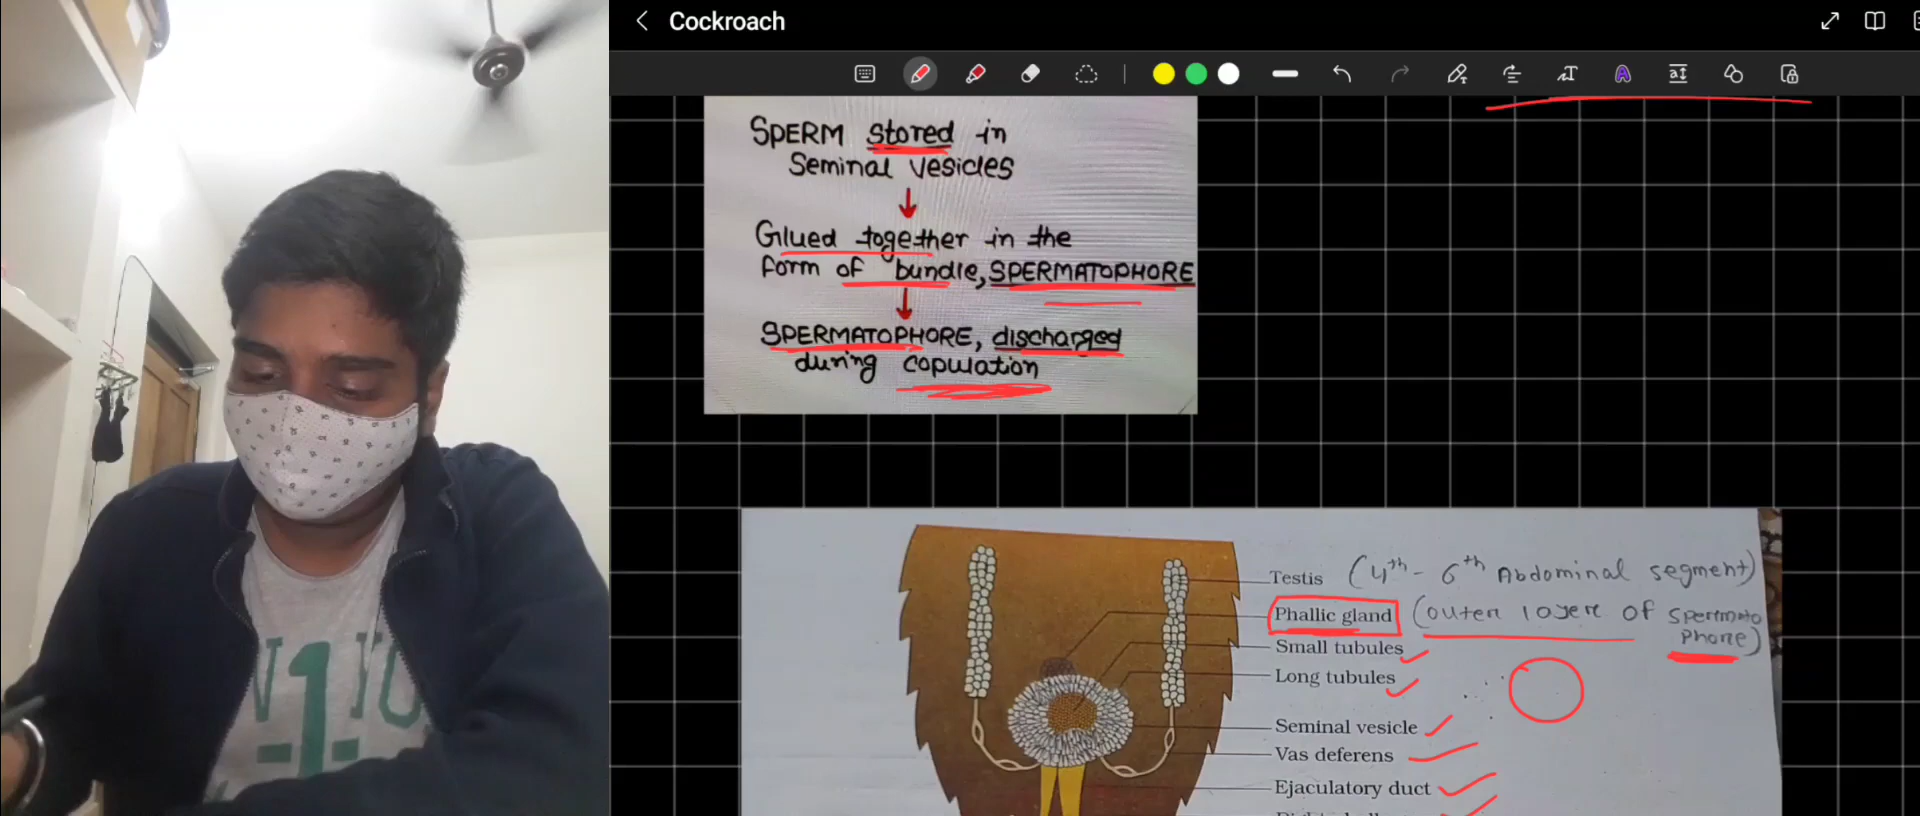 Cockroach
SPERM stored in
Seminal vesicles
Glued together in the
form of bundle, SPERMATOPHORE
SPERMATOPHORE, discharged
during copulation
Testis (4th - 6th Abdominal segment)
Phallic gland (outer layer of spermato
phore)
Small tubules
Long tubules
Seminal vesicle
Vas deferens
Ejaculatory duct